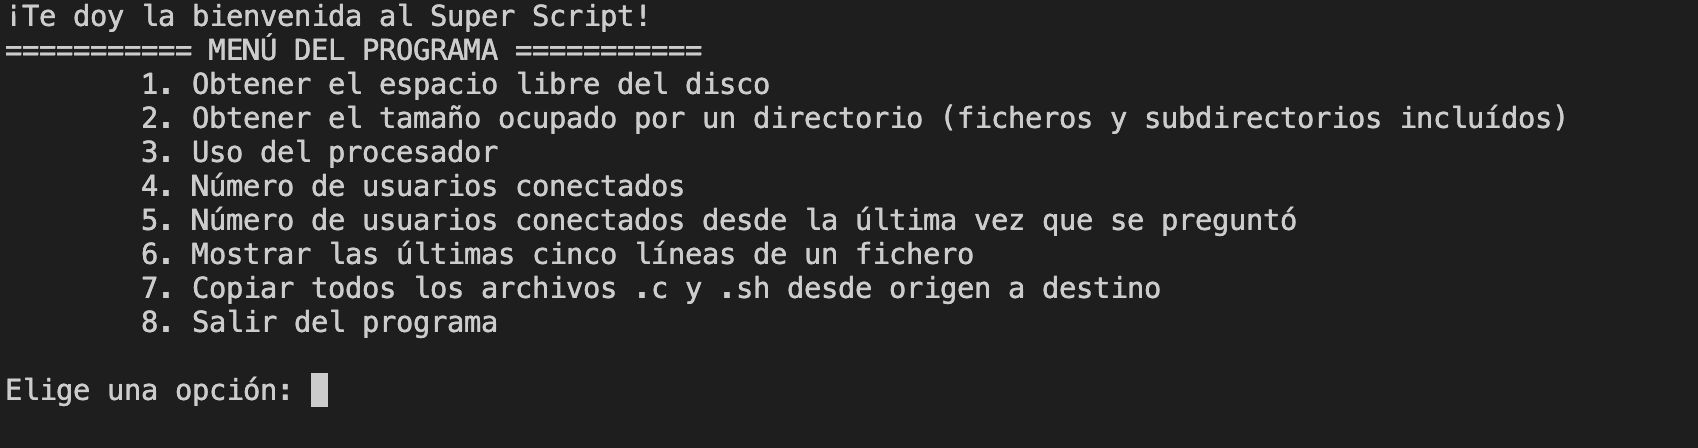 ¡Te doy la bienvenida al Super Script!
=========== MENÚ DEL PROGRAMA ===========
1. Obtener el espacio libre del disco
2. Obtener el tamaño ocupado por un directorio (ficheros y subdirectorios incluídos)
3. Uso del procesador
4. Número de usuarios conectados
5. Número de usuarios conectados desde la última vez que se preguntó
6. Mostrar las últimas cinco líneas de un fichero
7. Copiar todos los archivos .c y .sh desde origen a destino
8. Salir del programa
Elige una opción: